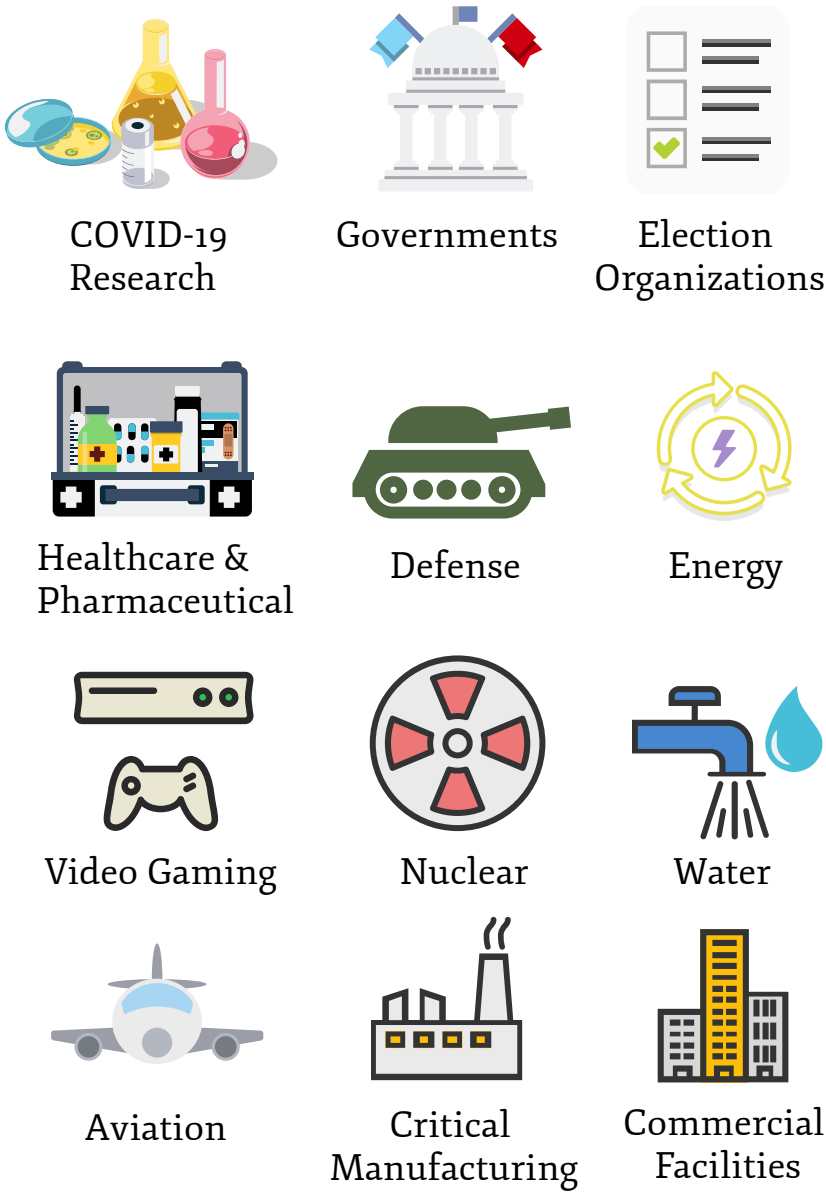 COVID-19
Research
Governments
Election
Organizations
Healthcare &
Pharmaceutical
Defense
Energy
Video Gaming
Nuclear
Water
Aviation
Critical
Manufacturing
Commercial
Facilities